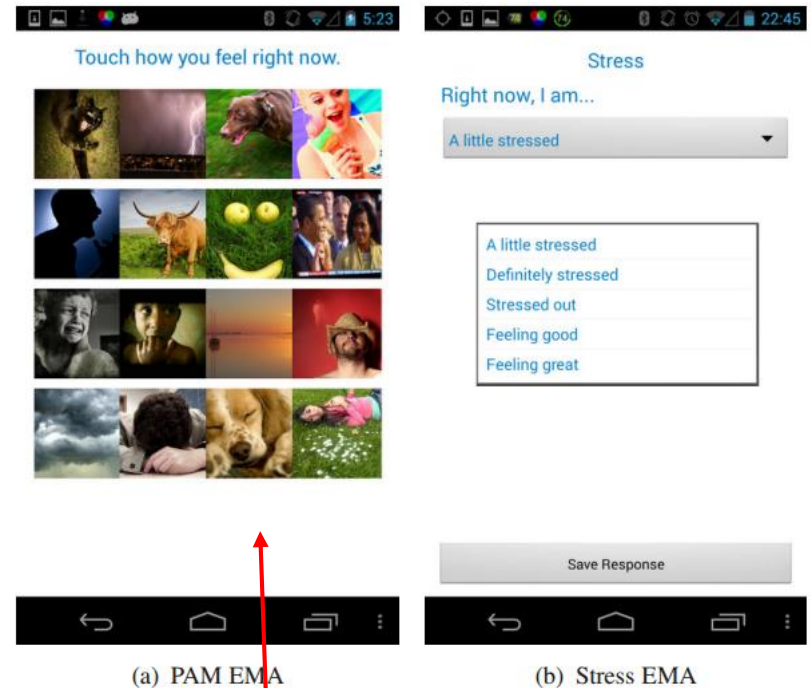 5:23
Touch how you feel right now.
(a) PAM EMA
74
22:45
Stress
Right now, I am...
A little stressed
A little stressed
Definitely stressed
Stressed out
Feeling good
Feeling great
Save Response
(b) Stress EMA